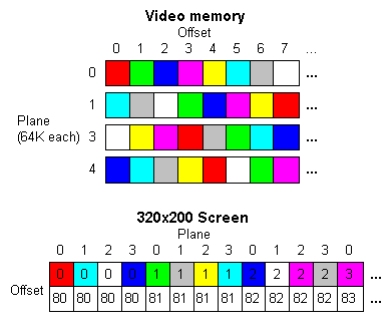 Video memory
Offset
0 1 2 3 4 5 6 7 ...
0 ...
1 ...
Plane
(64K each)
3 ...
4 ...
320x200 Screen
Plane
0 1 2 3 0 1 2 3 0 1 2 3 0
0 0 0 0 1 1 1 1 2 2 2 2 3 ...
Offset
80 80 80 80 81 81 81 81 82 82 82 82 83 ...